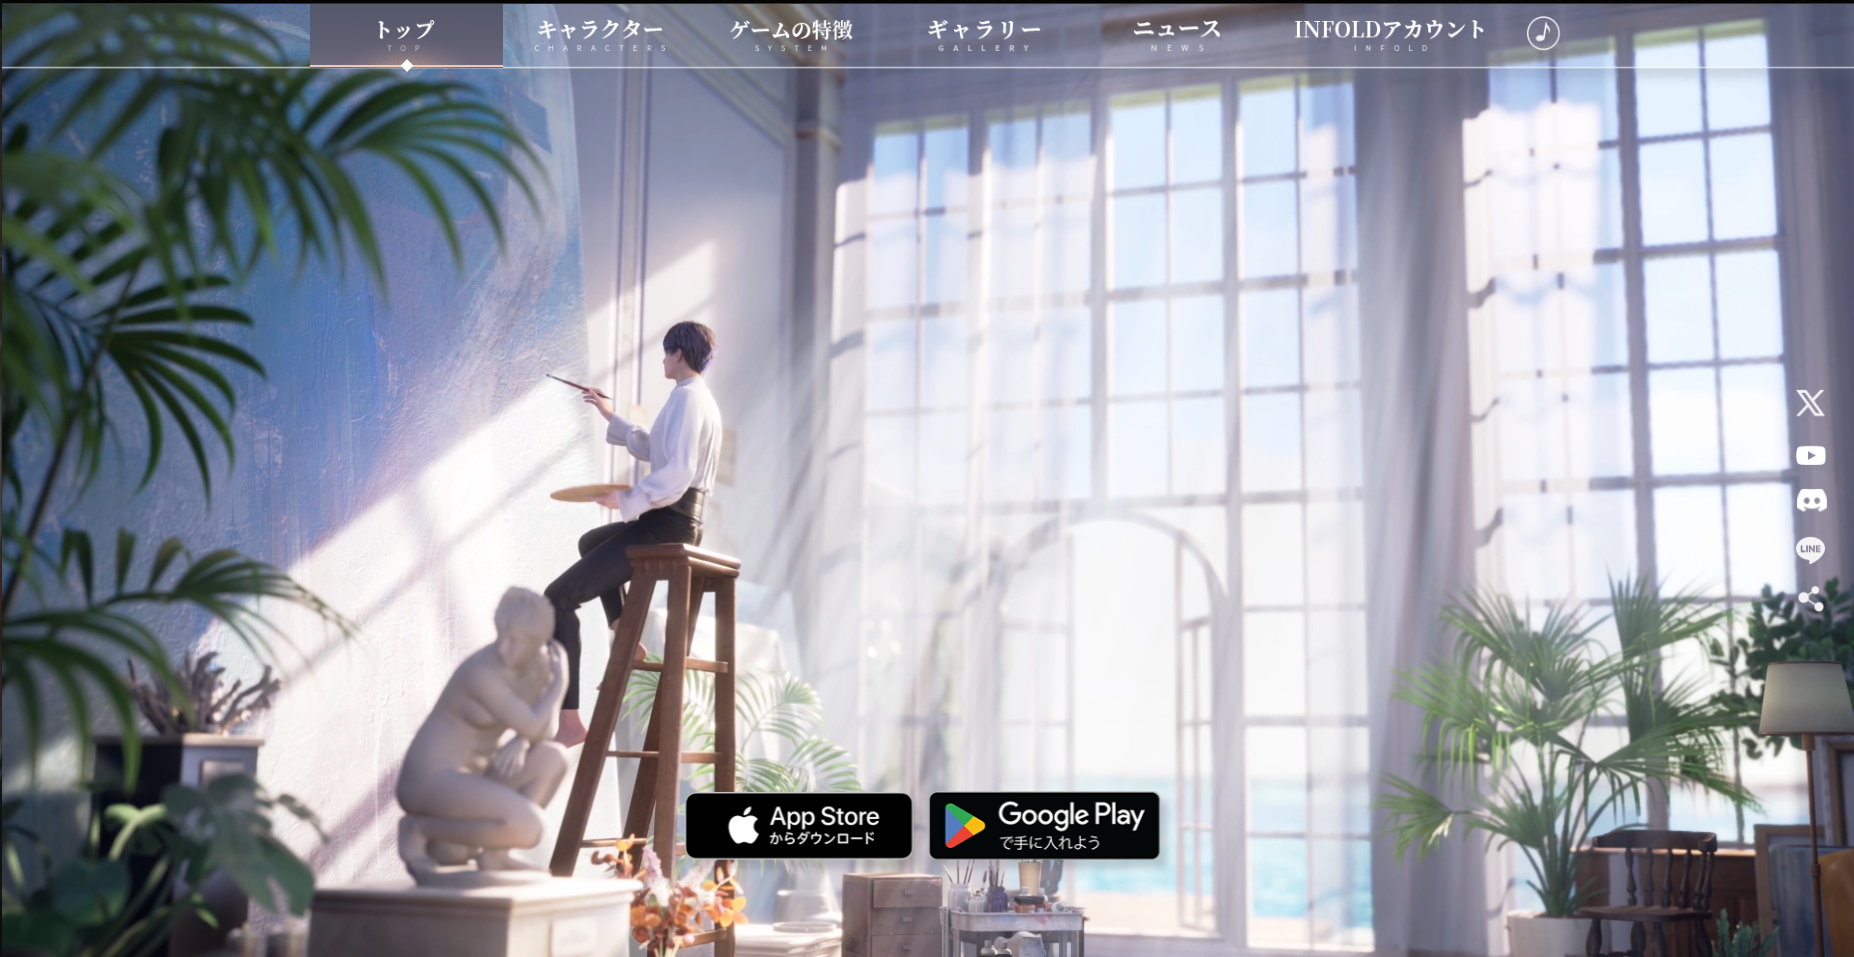 トップ
TOP
キャラクター
CHARACTERS
ゲームの特徴
SYSTEM
ギャラリー
GALLERY
ニュース
NEWS
INFOLDアカウント
INFOLD
LINE
App Store
からダウンロード
Google Play
で手に入れよう